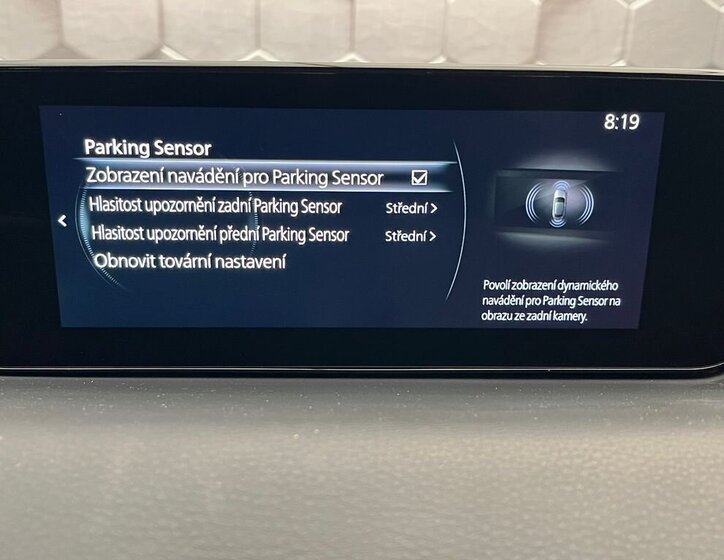 8:19
Parking Sensor
Zobrazení navádění pro Parking Sensor
Hlasitost upozornění zadní Parking Sensor Střední >
Hlasitost upozornění přední Parking Sensor Střední >
Obnovit tovární nastavení
Povolí zobrazení dynamického
navádění pro Parking Sensor na
obrazu ze zadní kamery.